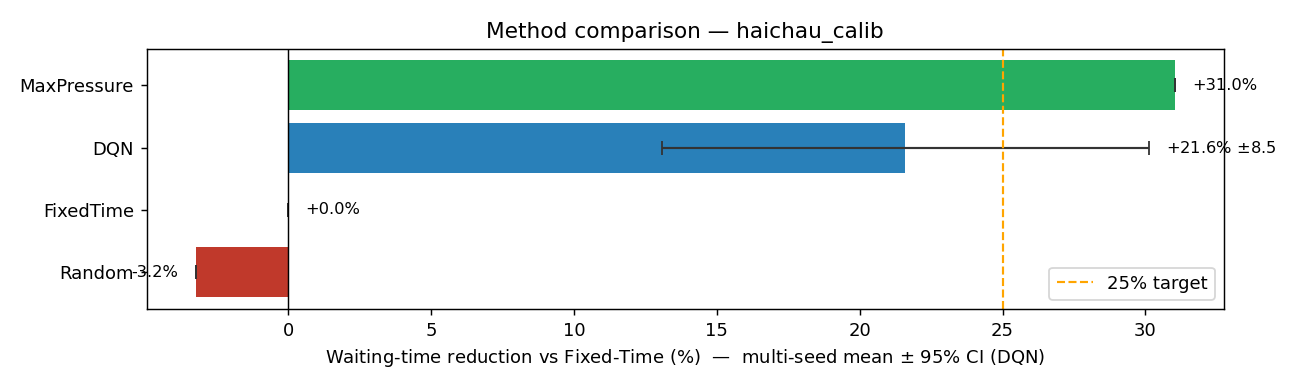 Method comparison — haichau_calib
MaxPressure
+31.0%
DQN
+21.6% ±8.5
FixedTime
+0.0%
Random
-3.2%
25% target
0 5 10 15 20 25 30
Waiting-time reduction vs Fixed-Time (%) — multi-seed mean ± 95% CI (DQN)